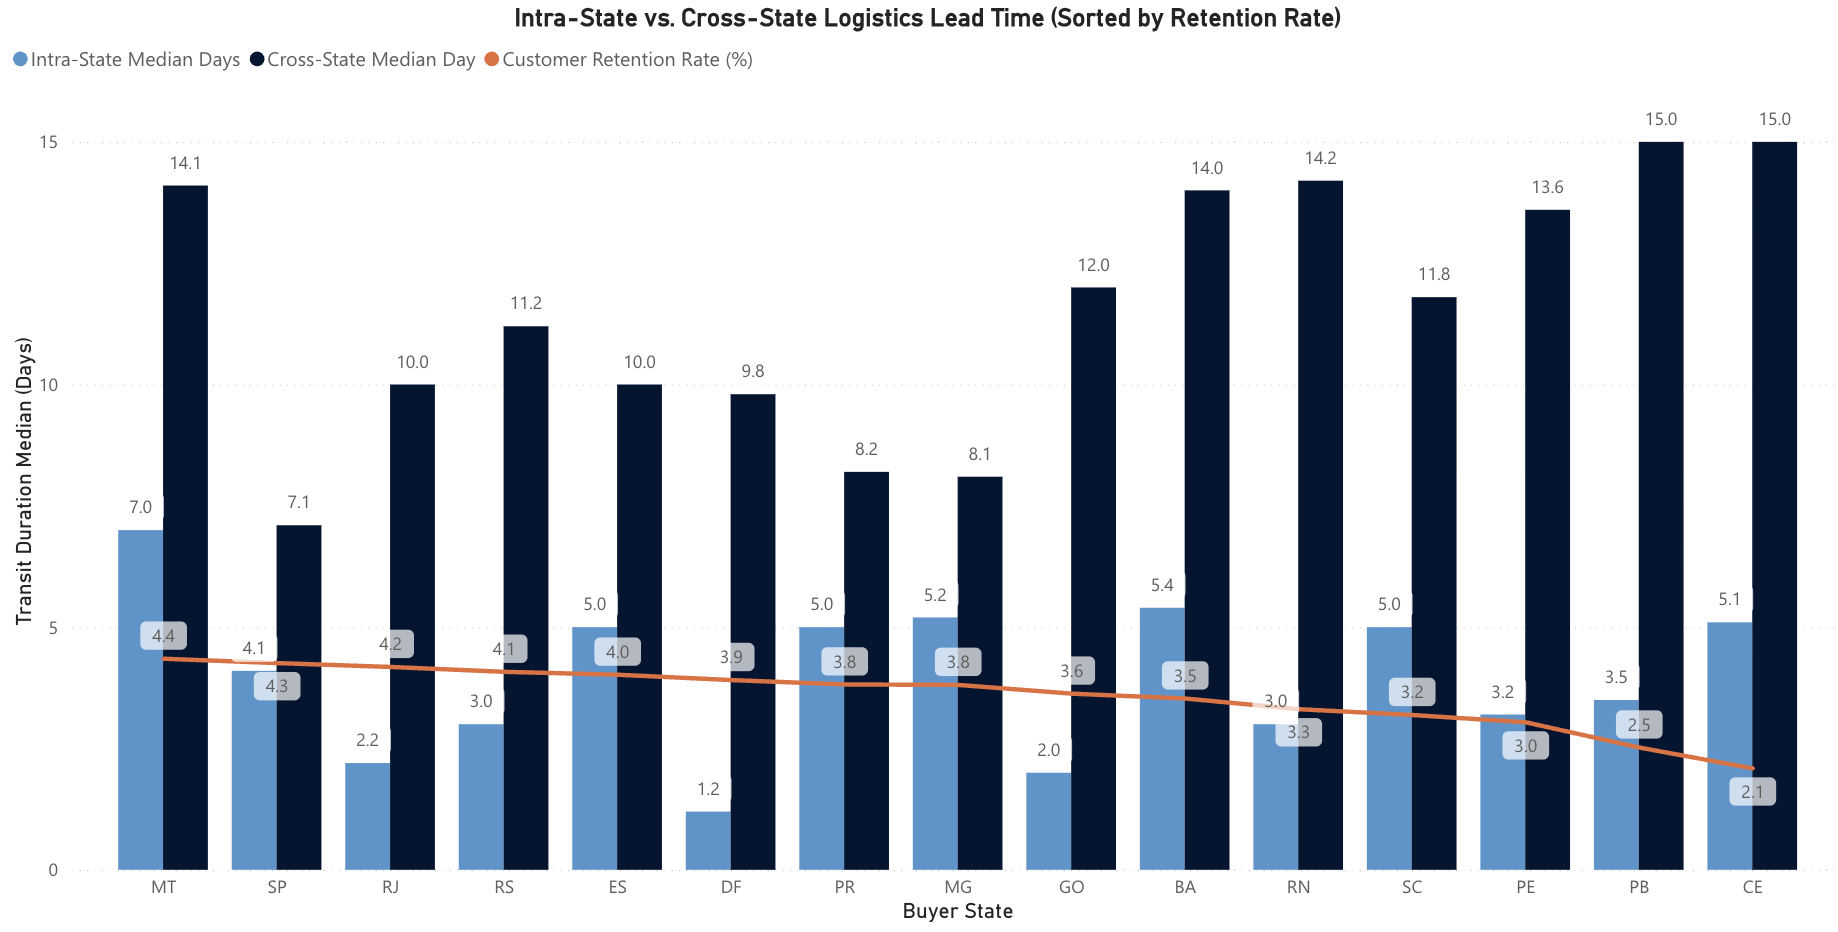 Intra-State vs. Cross-State Logistics Lead Time (Sorted by Retention Rate)
Intra-State Median Days Cross-State Median Day Customer Retention Rate (%)
Transit Duration Median (Days)
15
10
5
0
7.0 14.1 4.4
4.1 7.1 4.3
2.2 10.0 4.2
3.0 11.2 4.1
5.0 10.0 4.0
1.2 9.8 3.9
5.0 8.2 3.8
5.2 8.1 3.8
2.0 12.0 3.6
5.4 14.0 3.5
3.0 14.2 3.3
5.0 11.8 3.2
3.2 13.6 3.0
3.5 15.0 2.5
5.1 15.0 2.1
MT SP RJ RS ES DF PR MG GO BA RN SC PE PB CE
Buyer State